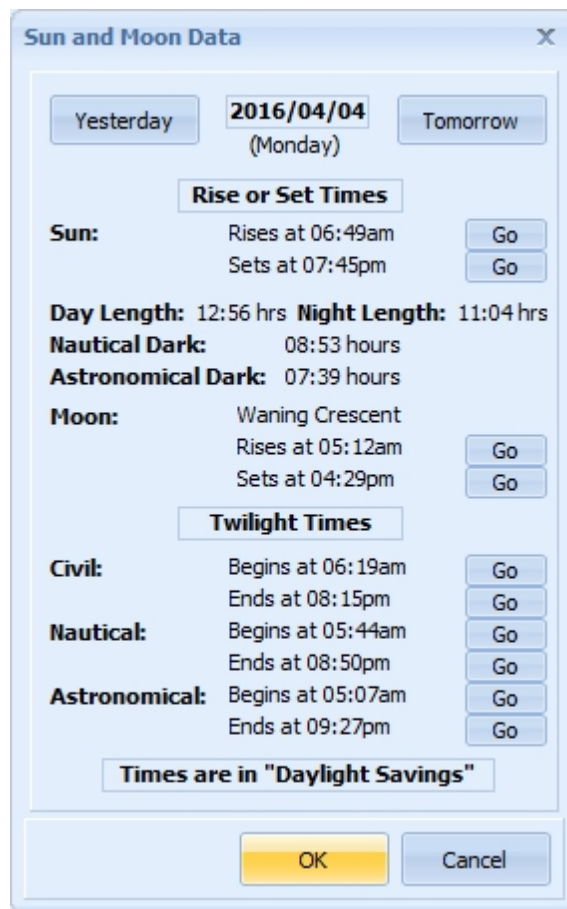 Sun and Moon Data X
Yesterday 2016/04/04 Tomorrow
(Monday)
Rise or Set Times
Sun: Rises at 06:49am Go
Sets at 07:45pm Go
Day Length: 12:56 hrs Night Length: 11:04 hrs
Nautical Dark: 08:53 hours
Astronomical Dark: 07:39 hours
Moon: Waning Crescent
Rises at 05:12am Go
Sets at 04:29pm Go
Twilight Times
Civil: Begins at 06:19am Go
Ends at 08:15pm Go
Nautical: Begins at 05:44am Go
Ends at 08:50pm Go
Astronomical: Begins at 05:07am Go
Ends at 09:27pm Go
Times are in "Daylight Savings"
OK Cancel